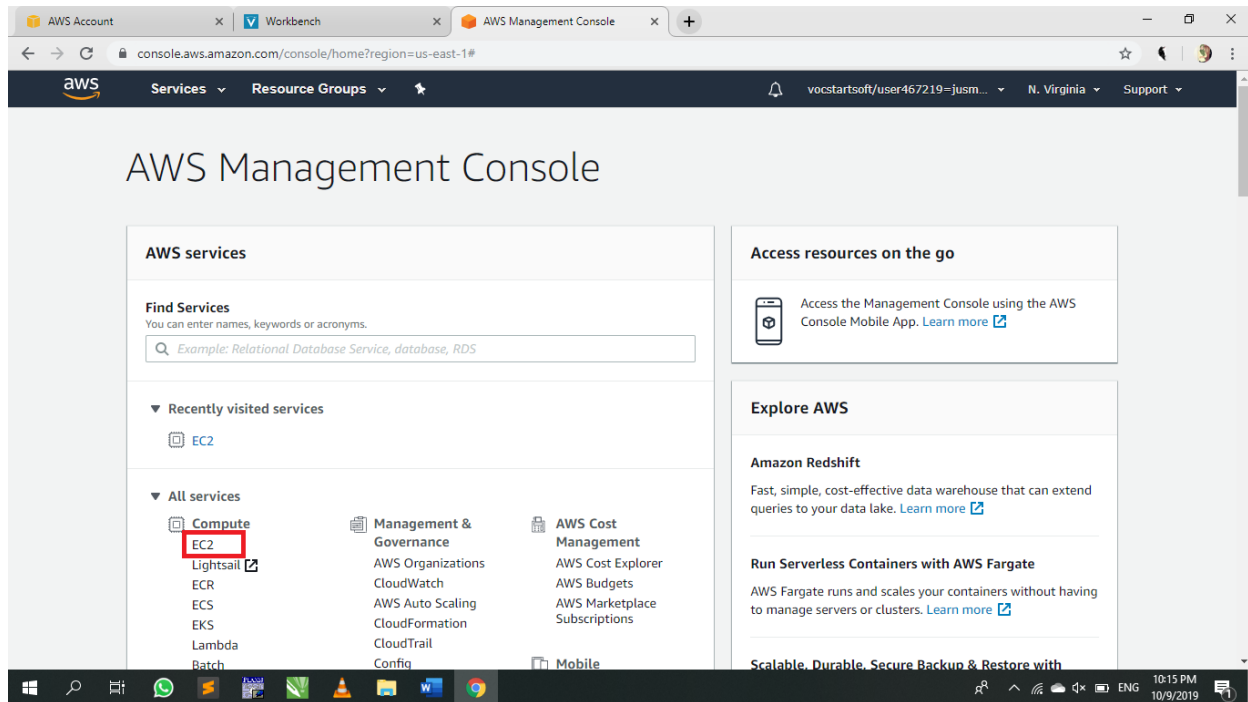 AWS Account
Workbench
AWS Management Console
console.aws.amazon.com/console/home?region=us-east-1#
aws
Services
Resource Groups
vocstartsoft/user467219=jusm...
N. Virginia
Support
AWS Management Console
AWS services
Find Services
You can enter names, keywords or acronyms.
Example: Relational Database Service, database, RDS
Recently visited services
EC2
All services
Compute
EC2
Lightsail
ECR
ECS
EKS
Lambda
Batch
Management &
Governance
AWS Organizations
CloudWatch
AWS Auto Scaling
CloudFormation
CloudTrail
Config
AWS Cost
Management
AWS Cost Explorer
AWS Budgets
AWS Marketplace
Subscriptions
Mobile
Access resources on the go
Access the Management Console using the AWS
Console Mobile App. Learn more
Explore AWS
Amazon Redshift
Fast, simple, cost-effective data warehouse that can extend
queries to your data lake. Learn more
Run Serverless Containers with AWS Fargate
AWS Fargate runs and scales your containers without having
to manage servers or clusters. Learn more
Scalable, Durable, Secure Backup & Restore with
ENG
10:15 PM
10/9/2019